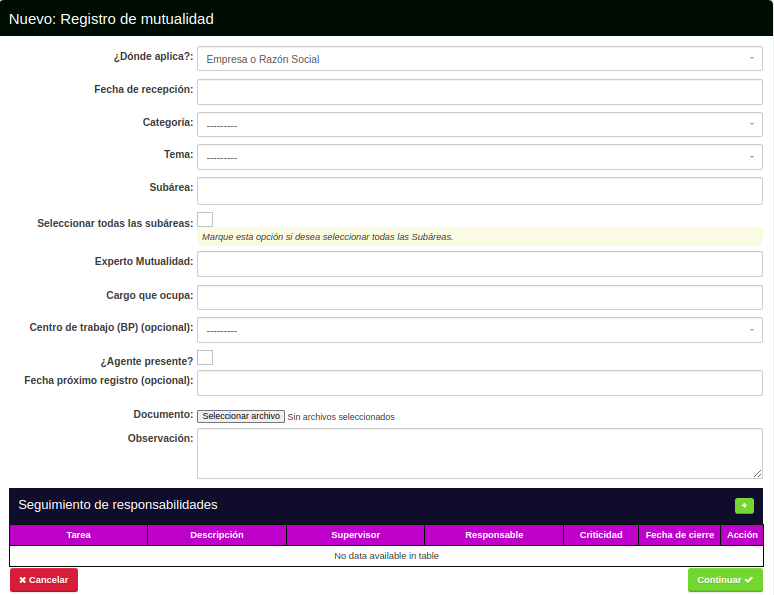 Nuevo: Registro de mutualidad
¿Dónde aplica?: Empresa o Razón Social
Fecha de recepción:
Categoría: ---------
Tema: ---------
Subárea:
Seleccionar todas las subáreas:
Marque esta opción si desea seleccionar todas las Subáreas.
Experto Mutualidad:
Cargo que ocupa:
Centro de trabajo (BP) (opcional): ---------
¿Agente presente?
Fecha próximo registro (opcional):
Documento: Seleccionar archivo Sin archivos seleccionados
Observación:
Seguimiento de responsabilidades +
Tarea Descripción Supervisor Responsable Criticidad Fecha de cierre Acción
No data available in table
✖ Cancelar Continuar ✔